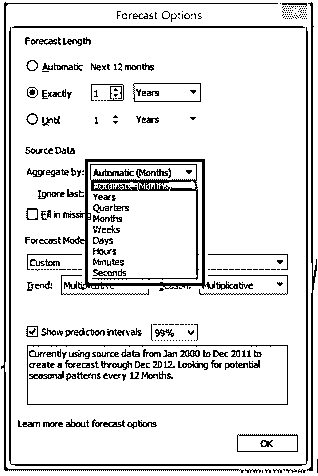 Forecast Options
Forecast Length
Automatic Next 12 months
Exactly 1 Years
Until 1 Years
Source Data
Aggregate by: Automatic (Months)
Automatic (Months)
Ignore last: Years
Quarters
Fill in missing Months
Weeks
Forecast Mode Days
Hours
Custom Minutes
Seconds
Trend: Multiplicative Season: Multiplicative
Show prediction intervals 99%
Currently using source data from Jan 2000 to Dec 2011 to
create a forecast through Dec 2012. Looking for potential
seasonal patterns every 12 Months.
Learn more about forecast options
OK